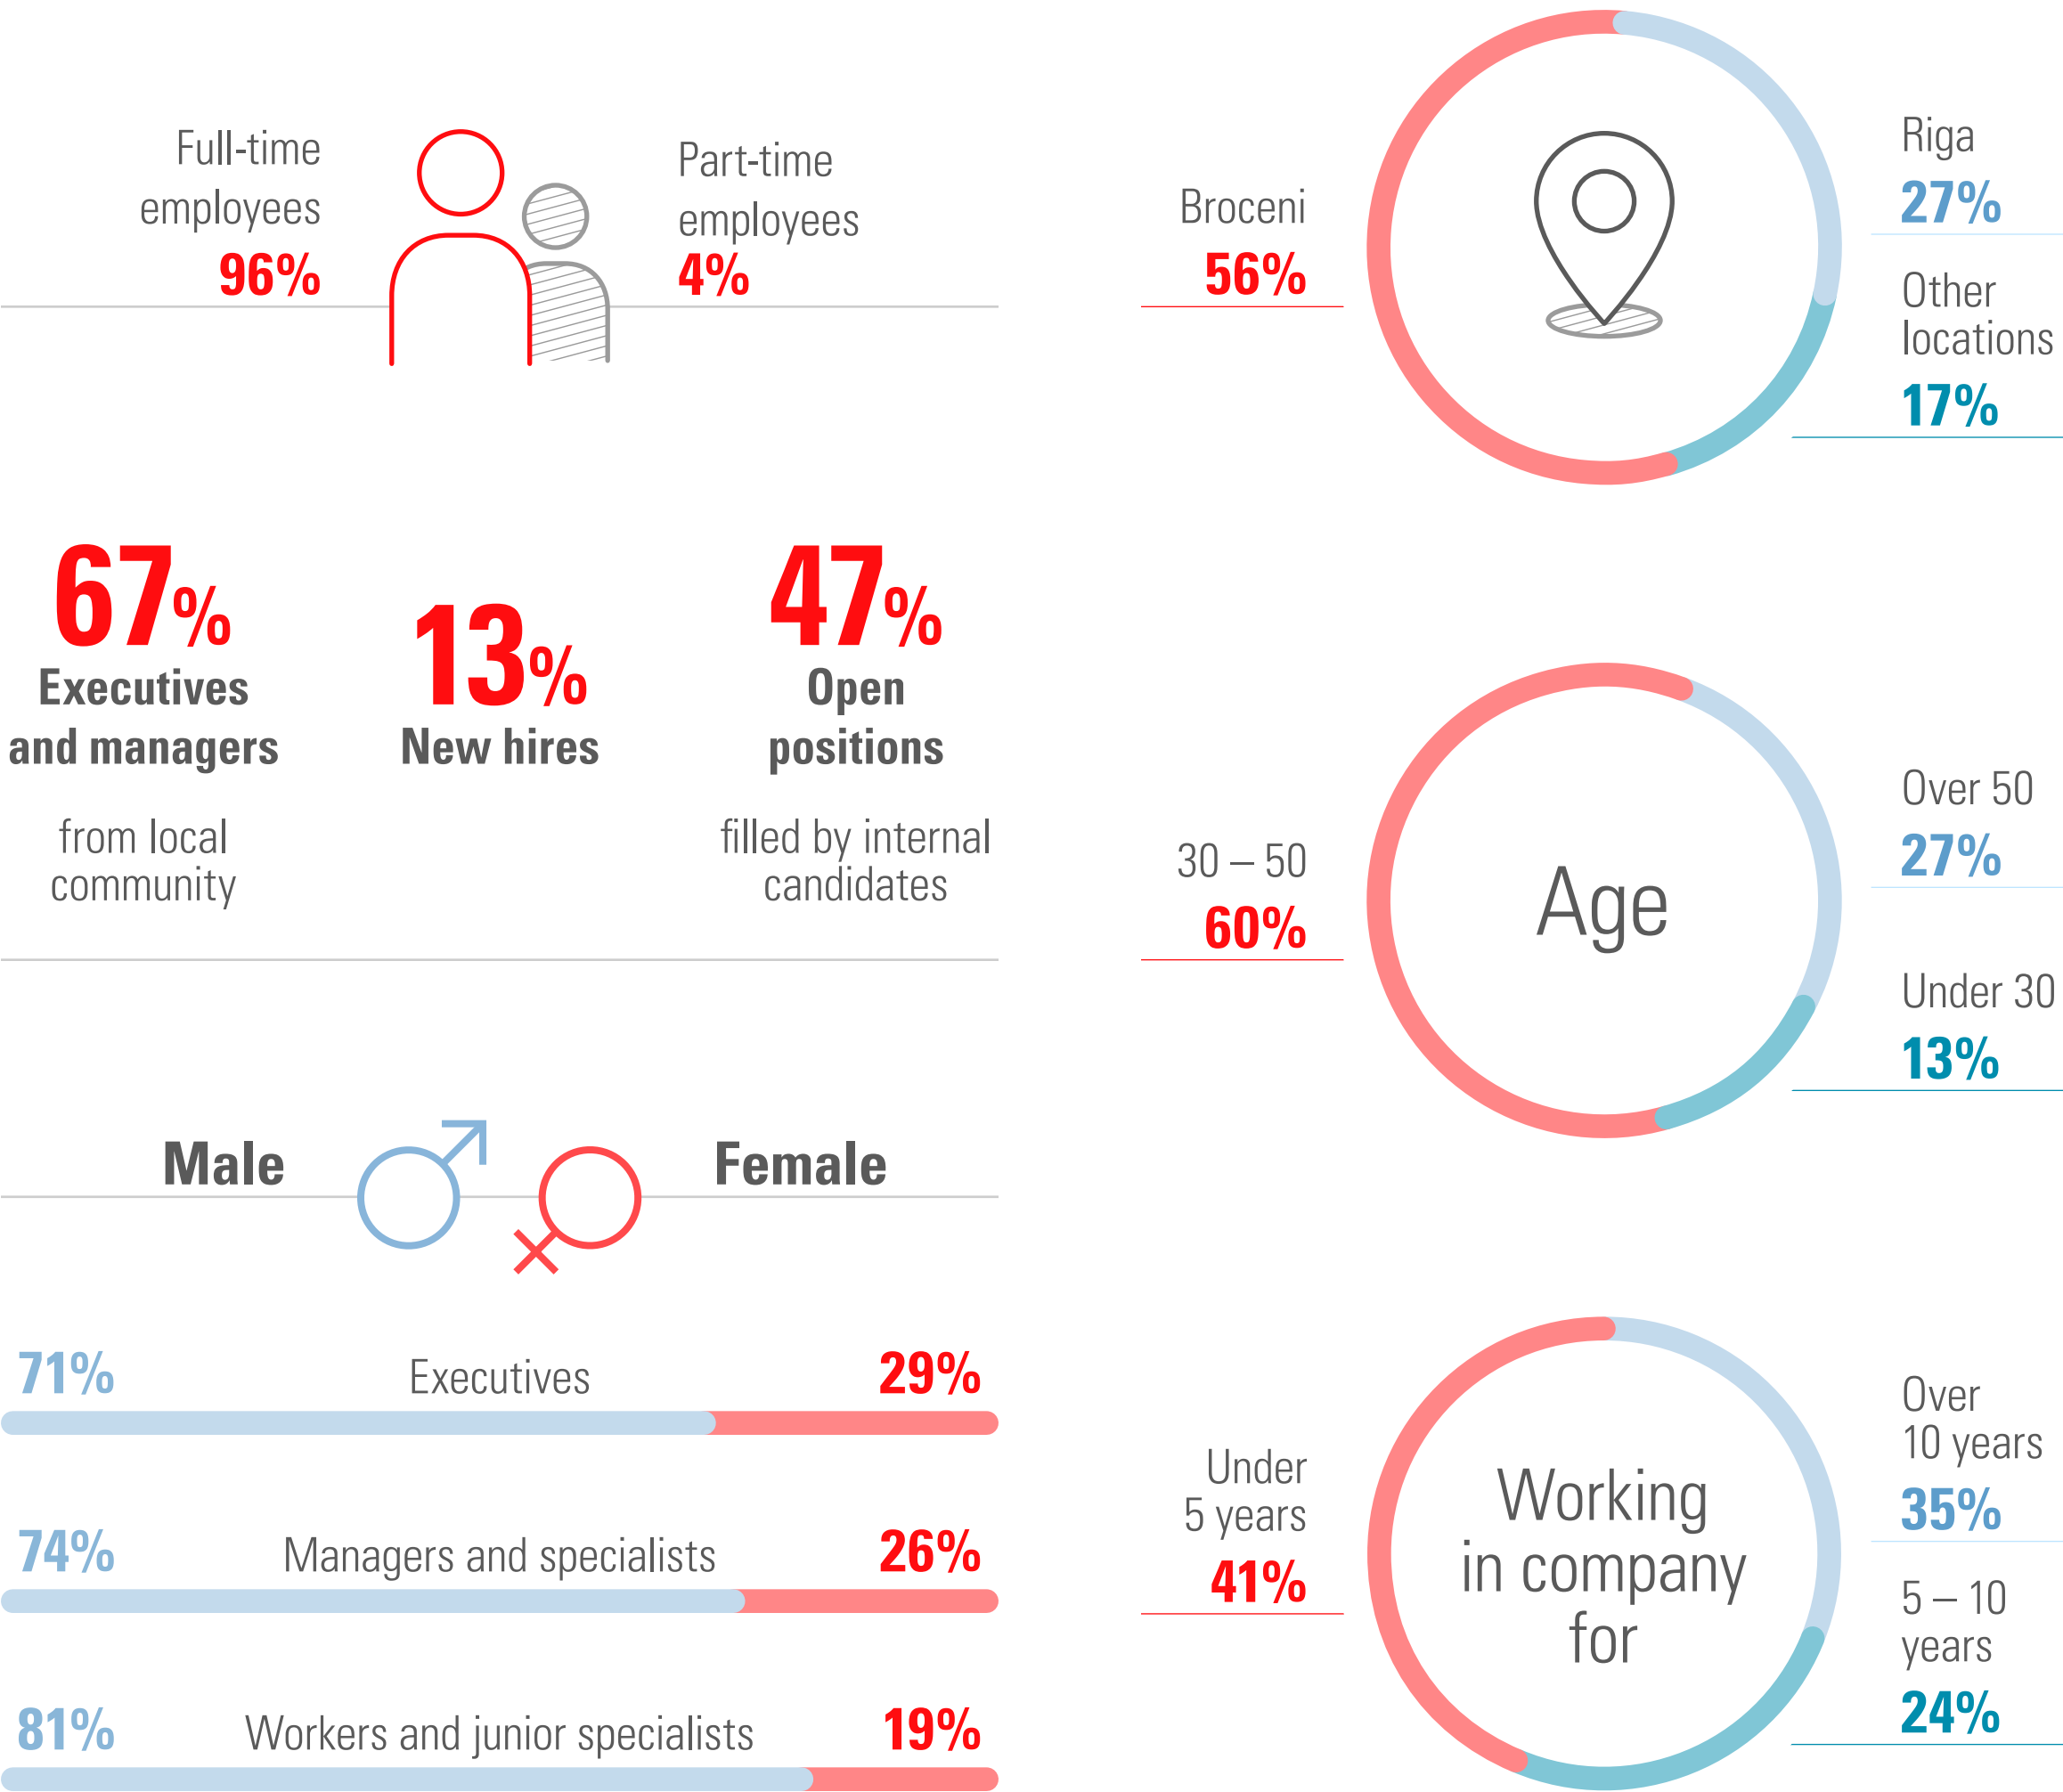 Full-time
employees
96%
Part-time
employees
4%
67%
Executives
and managers
from local
community
13%
New hires
47%
Open
positions
filled by internal
candidates
Male
Female
71%
Executives
29%
74%
Managers and specialists
26%
81%
Workers and junior specialists
19%
Broceni
56%
Riga
27%
Other
locations
17%
30 – 50
60%
Age
Over 50
27%
Under 30
13%
Under
5 years
41%
Working
in company
for
Over
10 years
35%
5 – 10
years
24%